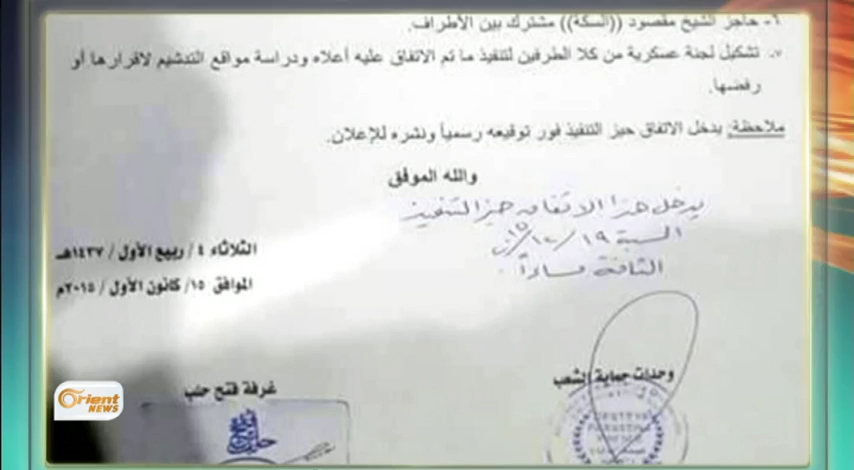 ٦- حاجز الشيخ مقصود ((السكة)) مشترك بين الأطراف.
٧- تشكيل لجنة عسكرية من كلا الطرفين لتنفيذ ما تم الاتفاق عليه أعلاه ودراسة مواقع التدشيم لاقرارها أو
رفضها.
ملاحظة: يدخل الاتفاق حيز التنفيذ فور توقيعه رسمياً ونشره للإعلان.
والله الموفق
يدخل هذا الاتفاق حيز التنفيذ
السبت ١٩/١٢/٢٠١٥
الثامنة مساءاً
الثلاثاء ٤ / ربيع الأول / ١٤٣٧هـ
الموافق ١٥/ كانون الأول /٢٠١٥م
وحدات حماية الشعب
غرفة فتح حلب
حلب
Orient
NEWS